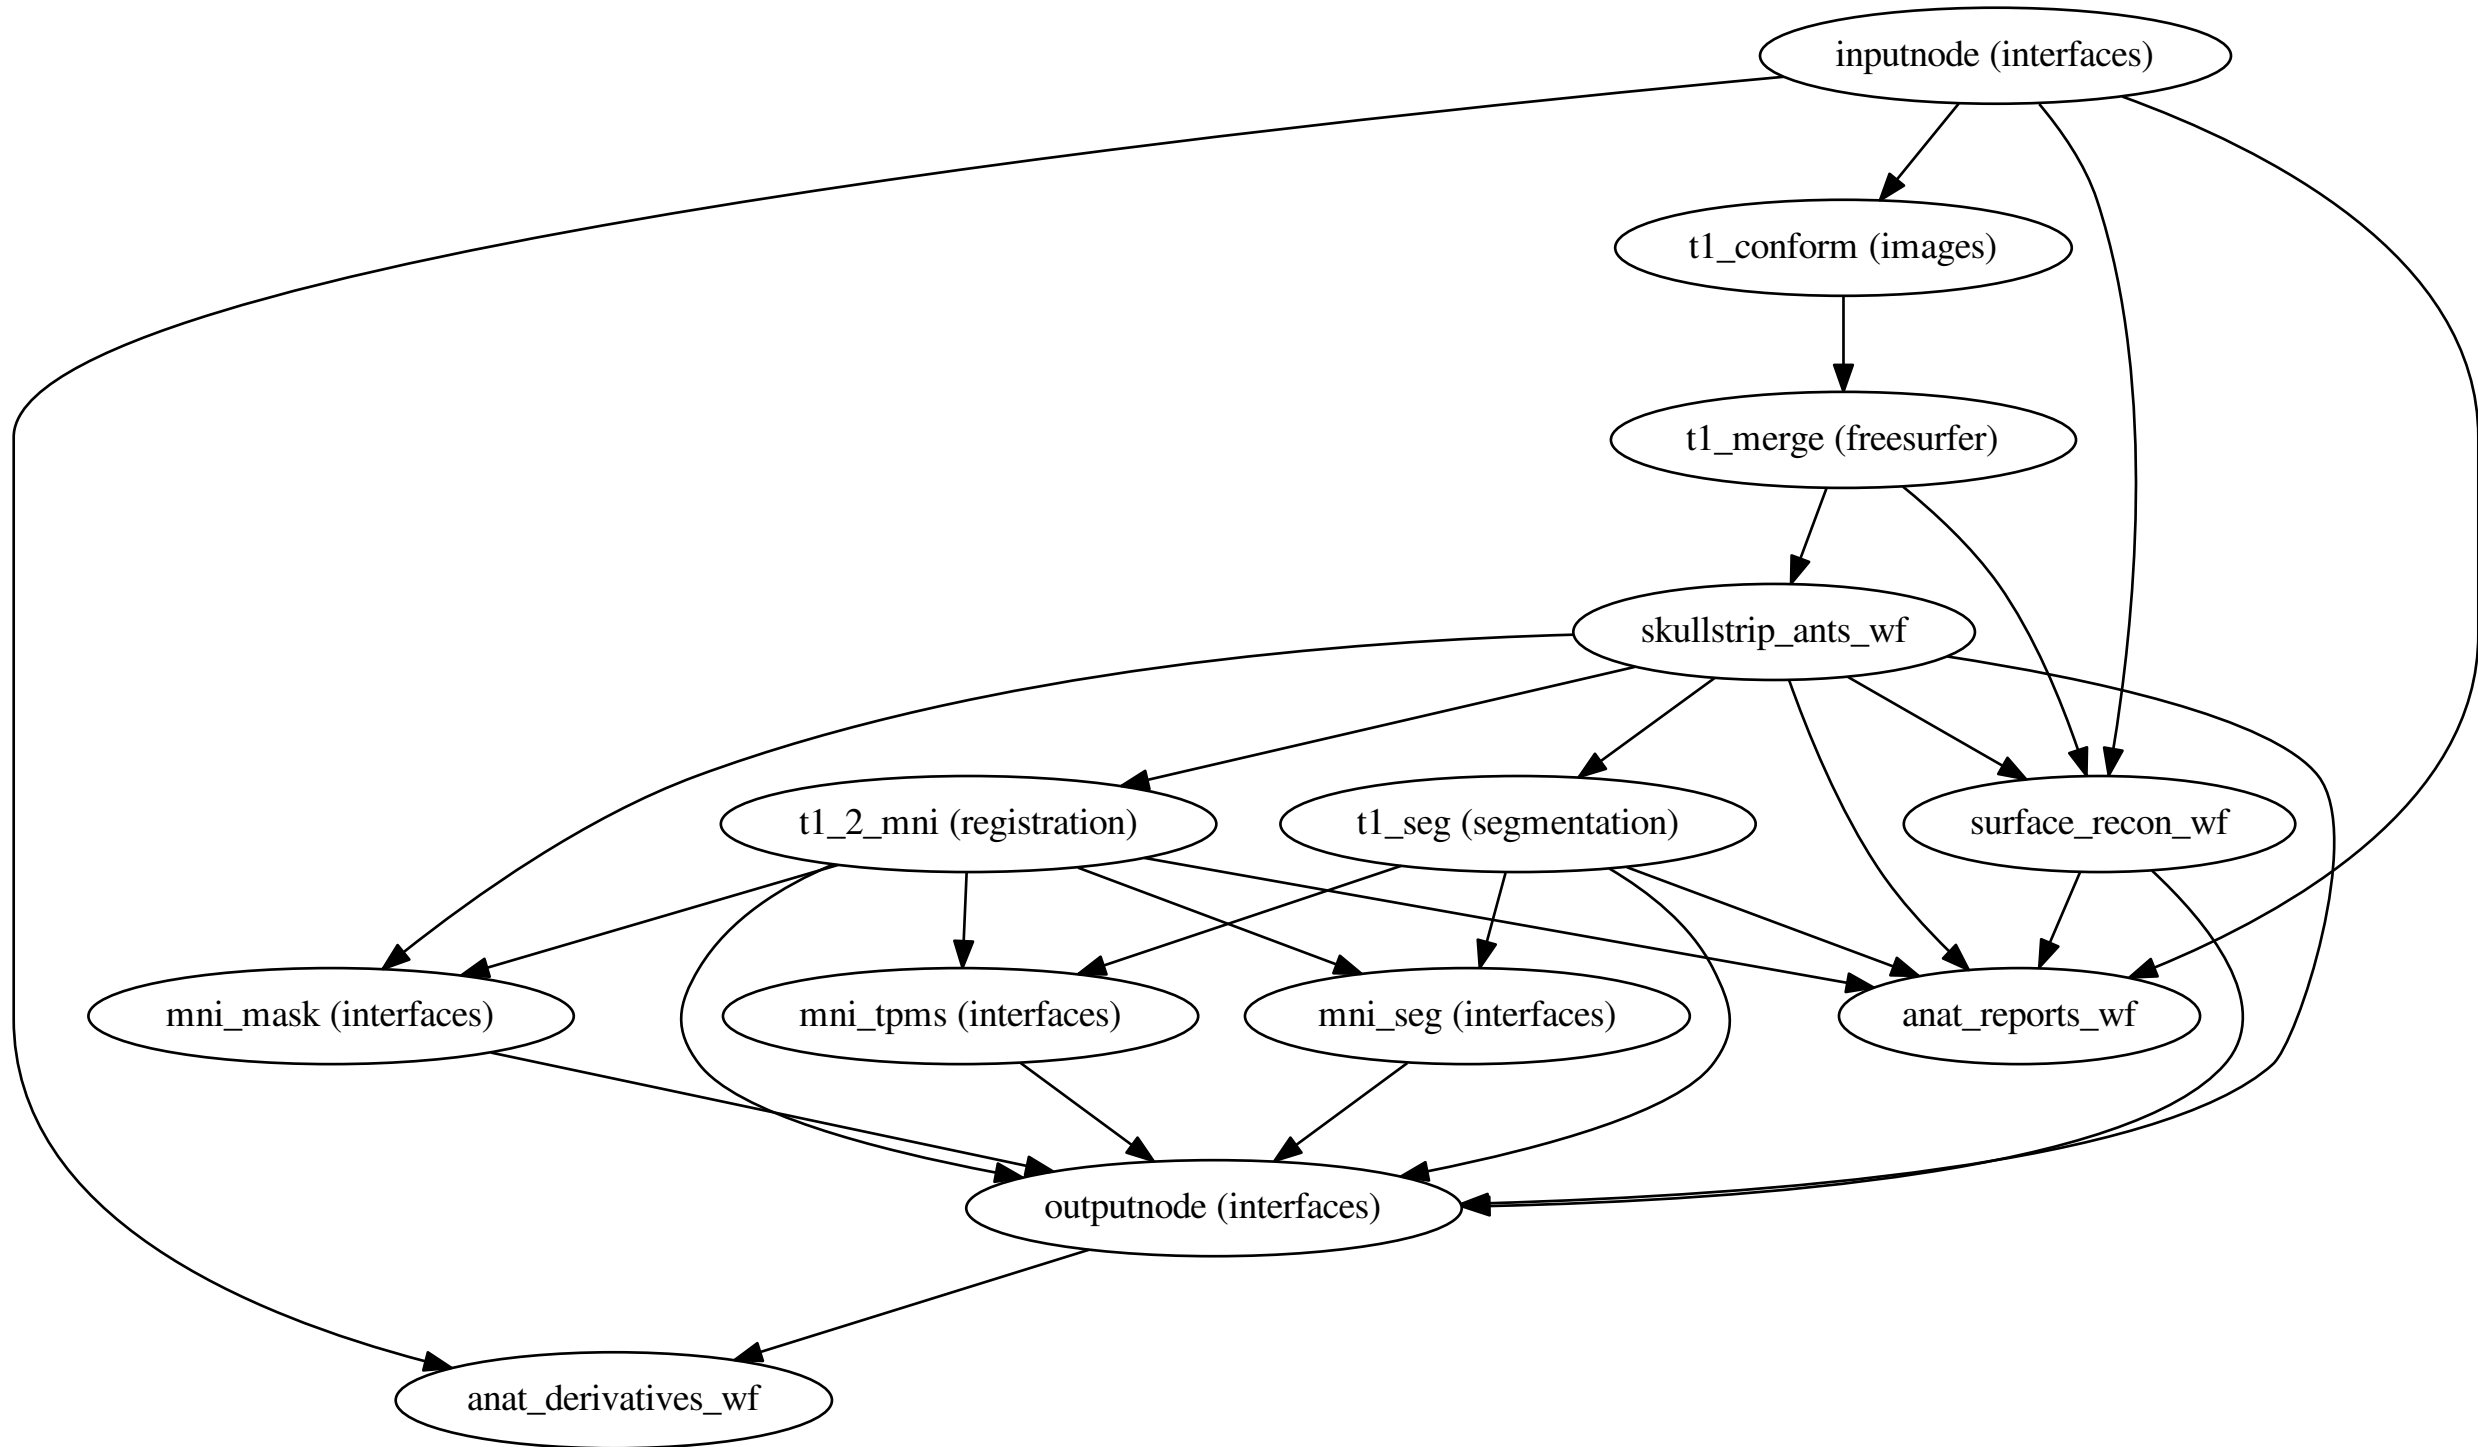 inputnode (interfaces)
t1_conform (images)
t1_merge (freesurfer)
skullstrip_ants_wf
t1_2_mni (registration)
t1_seg (segmentation)
surface_recon_wf
mni_mask (interfaces)
mni_tpms (interfaces)
mni_seg (interfaces)
anat_reports_wf
outputnode (interfaces)
anat_derivatives_wf